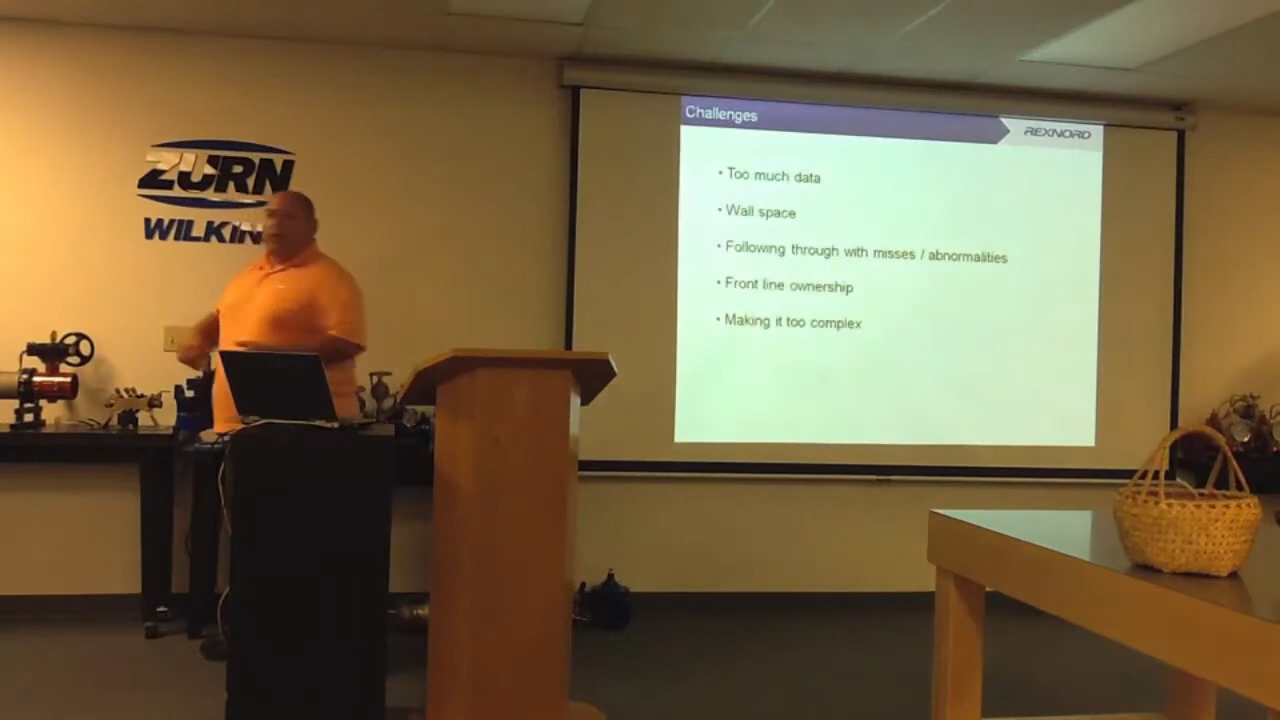 ZURN
WILKIN
Challenges
REXNORD
• Too much data
• Wall space
• Following through with misses / abnormalities
• Front line ownership
• Making it too complex